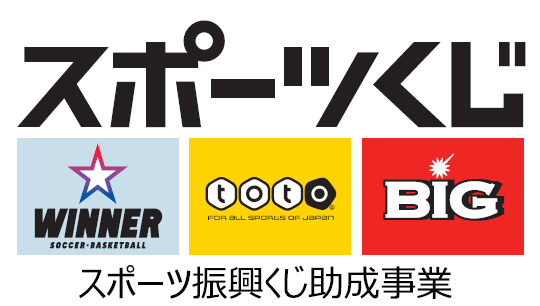 スポーツくじ
WINNER
SOCCER・BASKETBALL
toto®
FOR ALL SPORTS OF JAPAN
BIG
スポーツ振興くじ助成事業